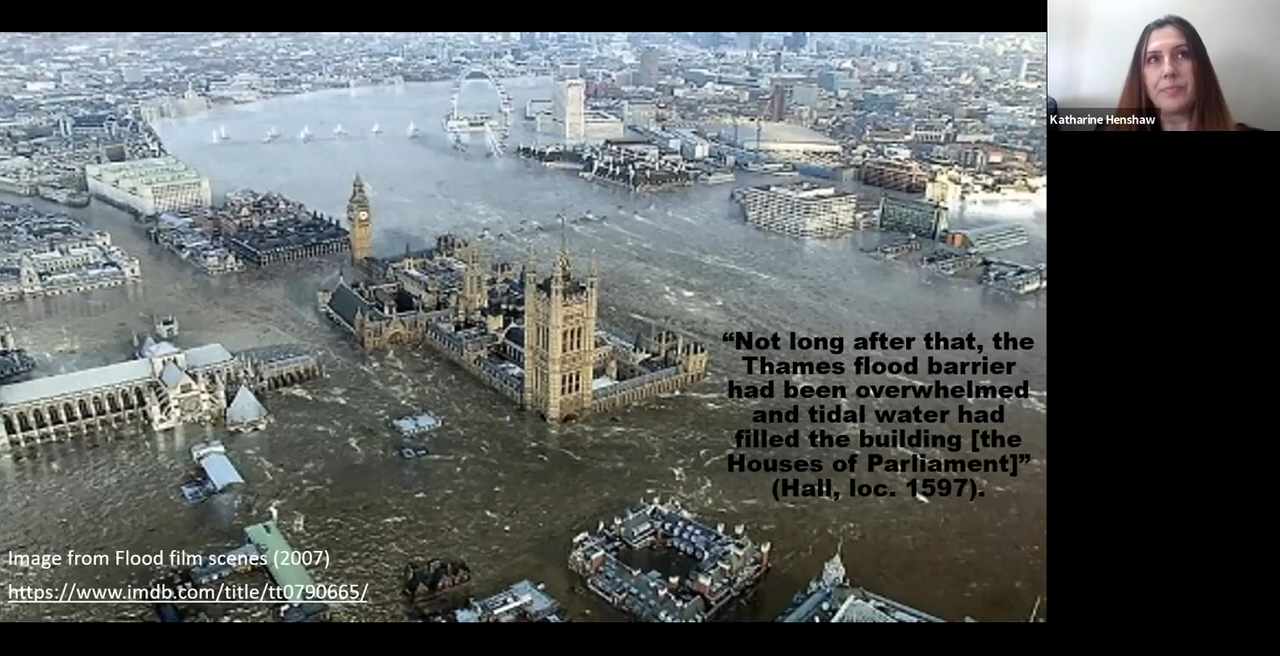 Katharine Henshaw
“Not long after that, the
Thames flood barrier
had been overwhelmed
and tidal water had
filled the building [the
Houses of Parliament]”
(Hall, loc. 1597).
Image from Flood film scenes (2007)
https://www.imdb.com/title/tt0790665/